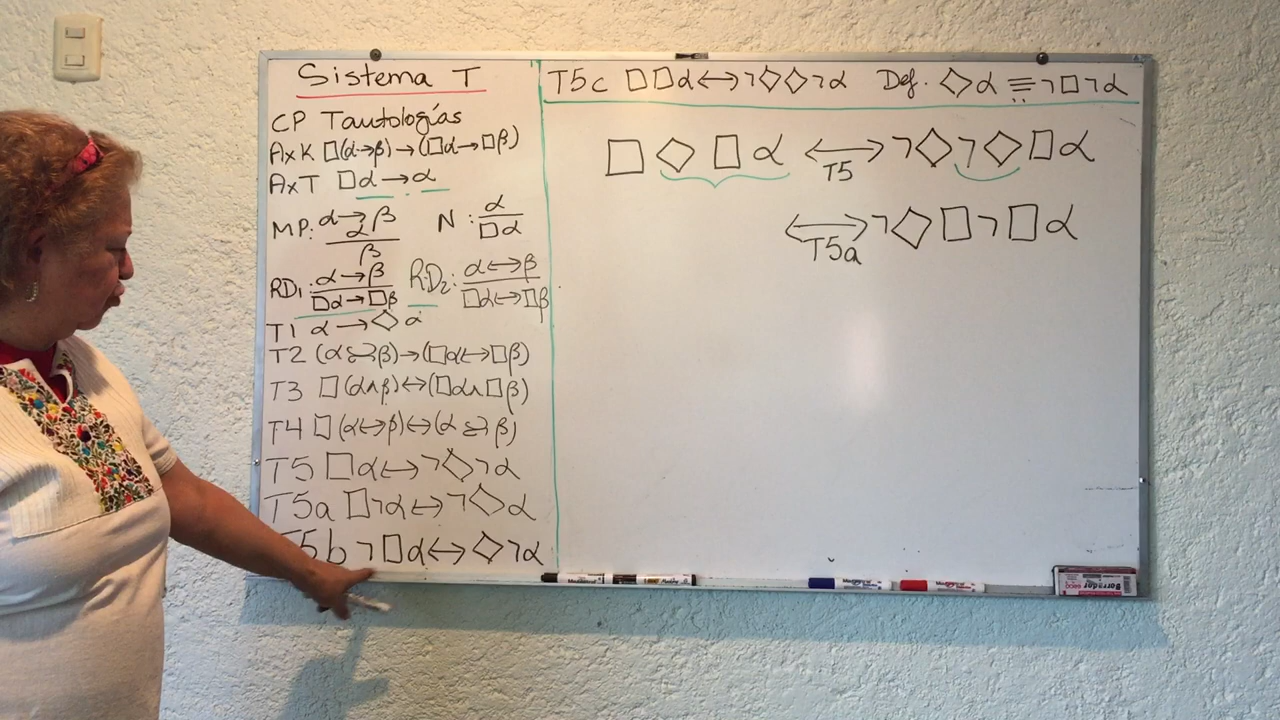 Sistema T
CP Tautologías
AxK □(α→β)→(□α→□β)
AxT □α→α
MP: α→β
α
β
N: α
□α
RD1: α→β
□α→□β
RD2: α↔β
□α↔□β
T1 α→◇α
T2 (α⥽β)→(□α↔□β)
T3 □(α∧β)↔(□α∧□β)
T4 □(α↔β)↔(α⥽β)
T5 □α↔¬◇¬α
T5a □¬α↔¬◇α
T5b ¬□α↔◇¬α
T5c □□α↔¬◇◇¬α Def. ◇α≡¬□¬α
□◇□α ↔ ¬◇¬◇□α
T5
↔ ¬◇□¬□α
T5a
Borrador